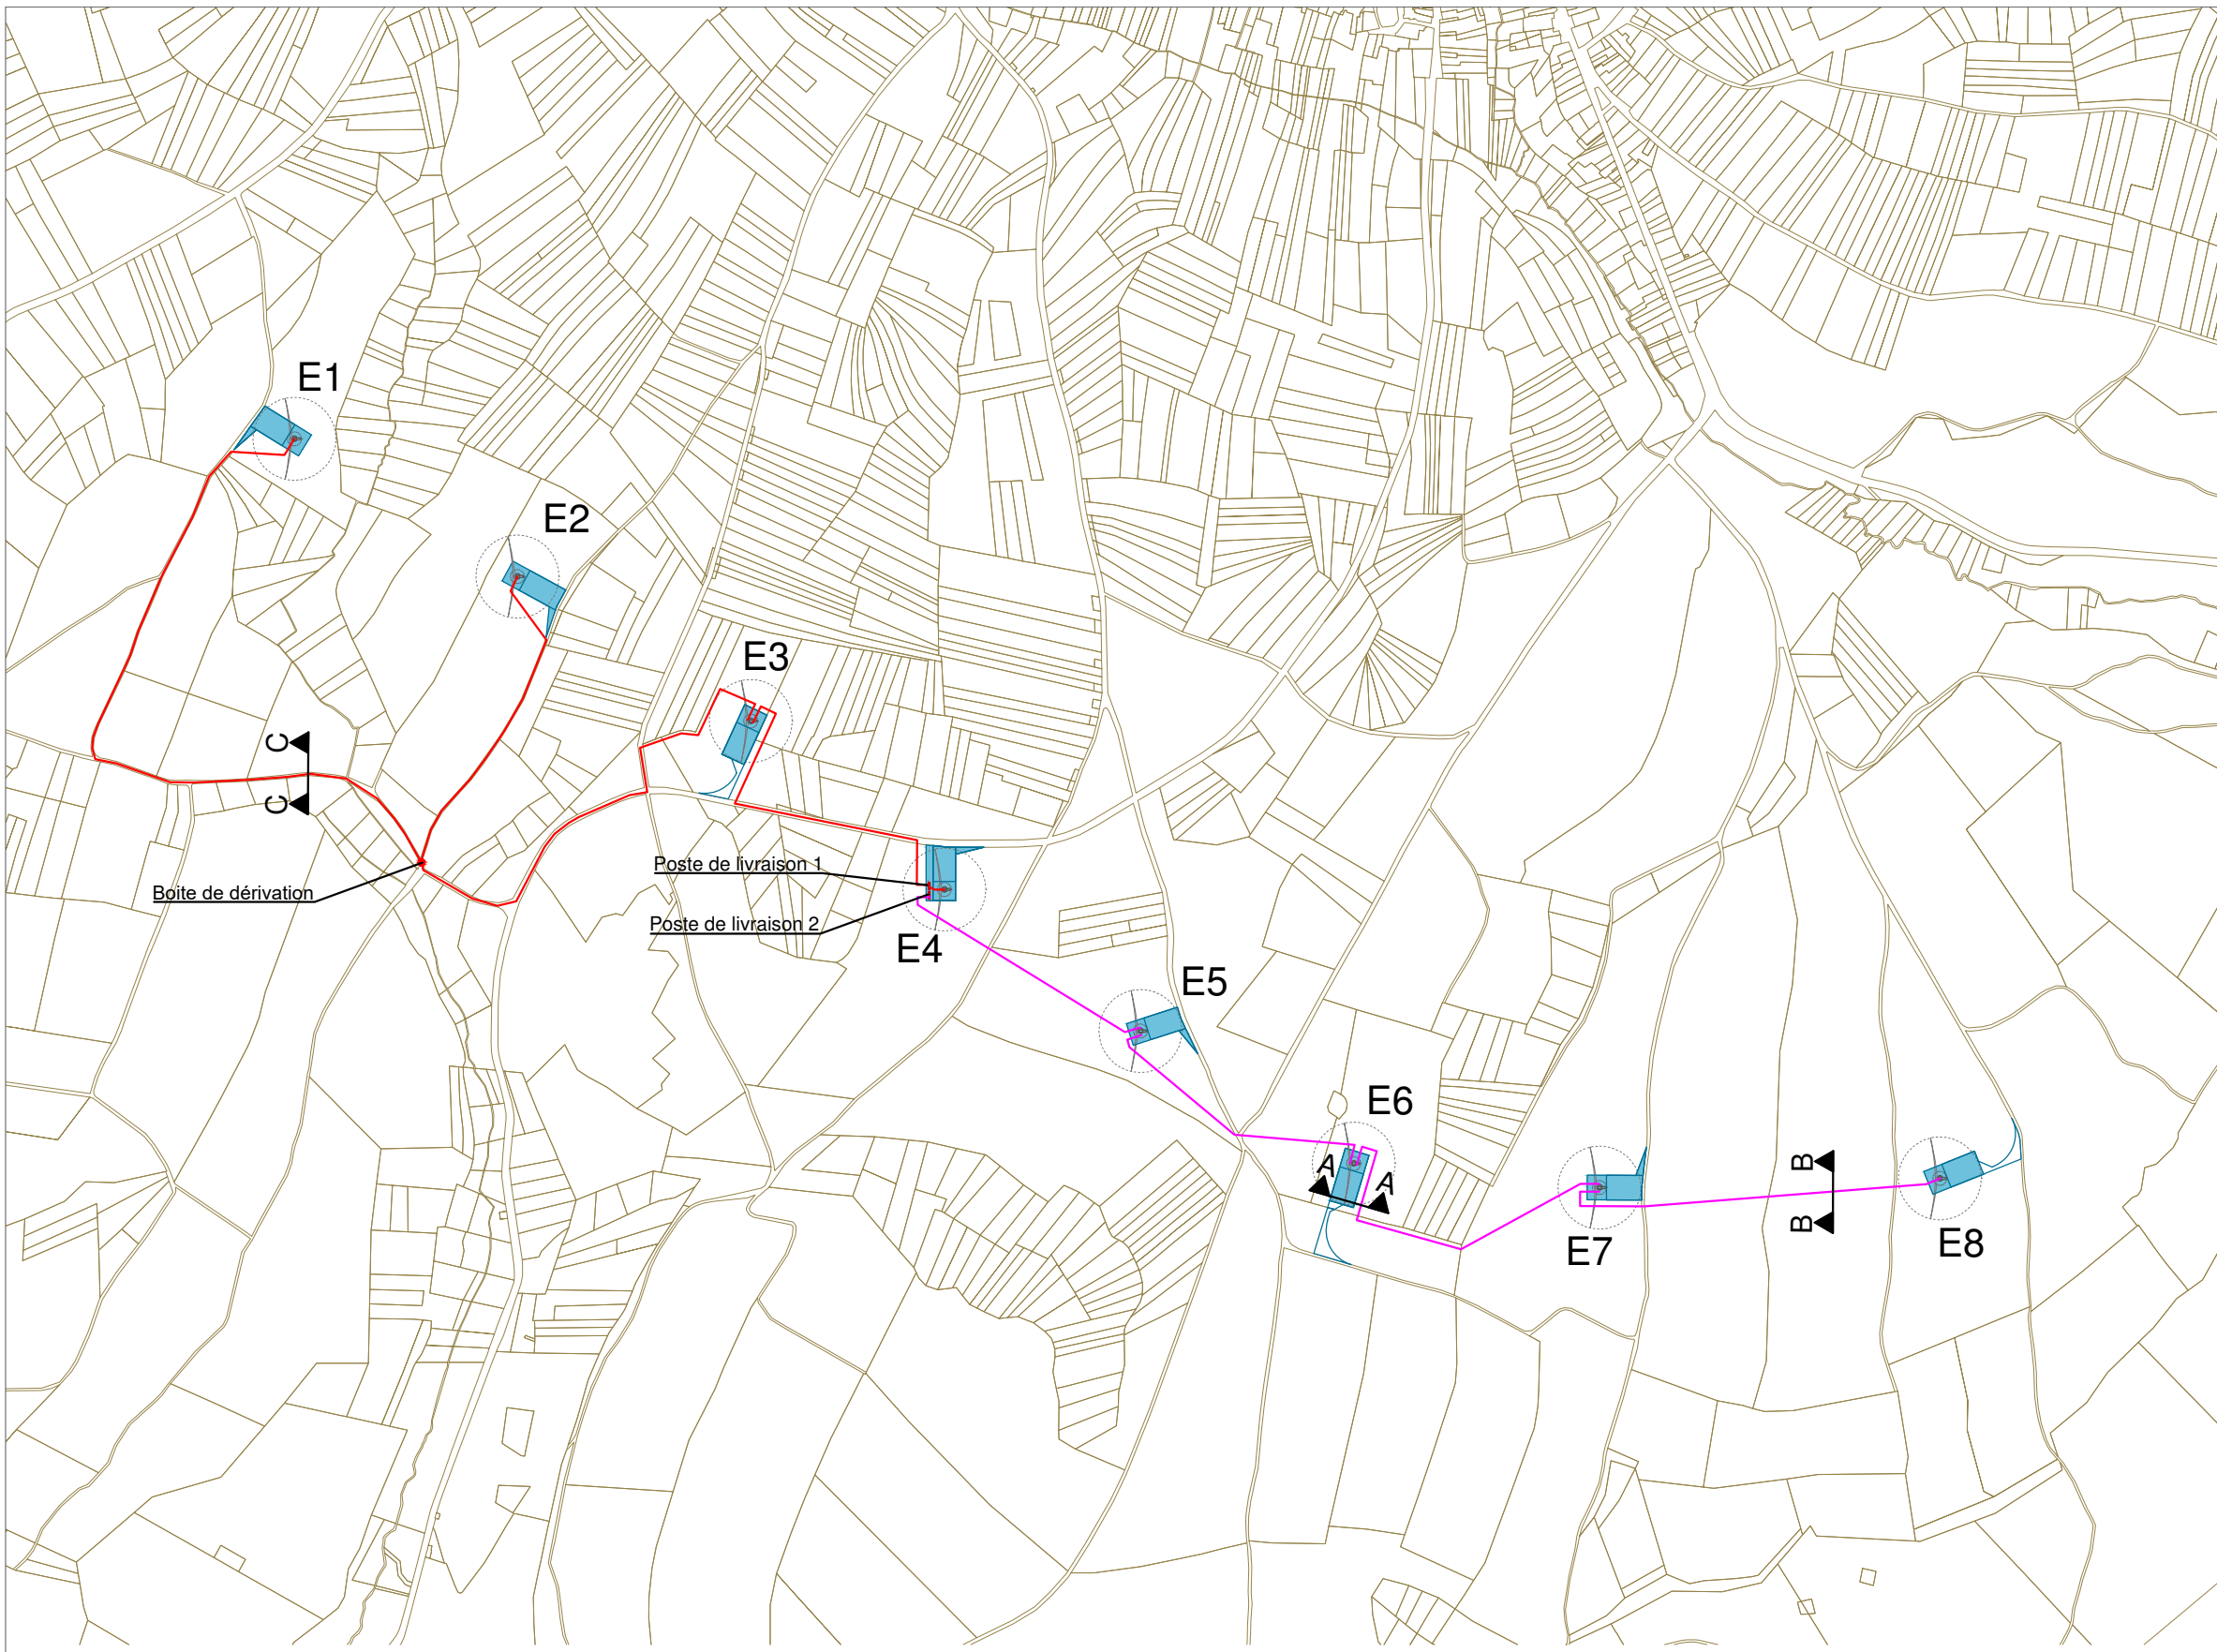 E1
E2
E3
C
C
Poste de livraison 1
Boite de dérivation
Poste de livraison 2
E4
E5
E6
A
A
B
B
E7
E8